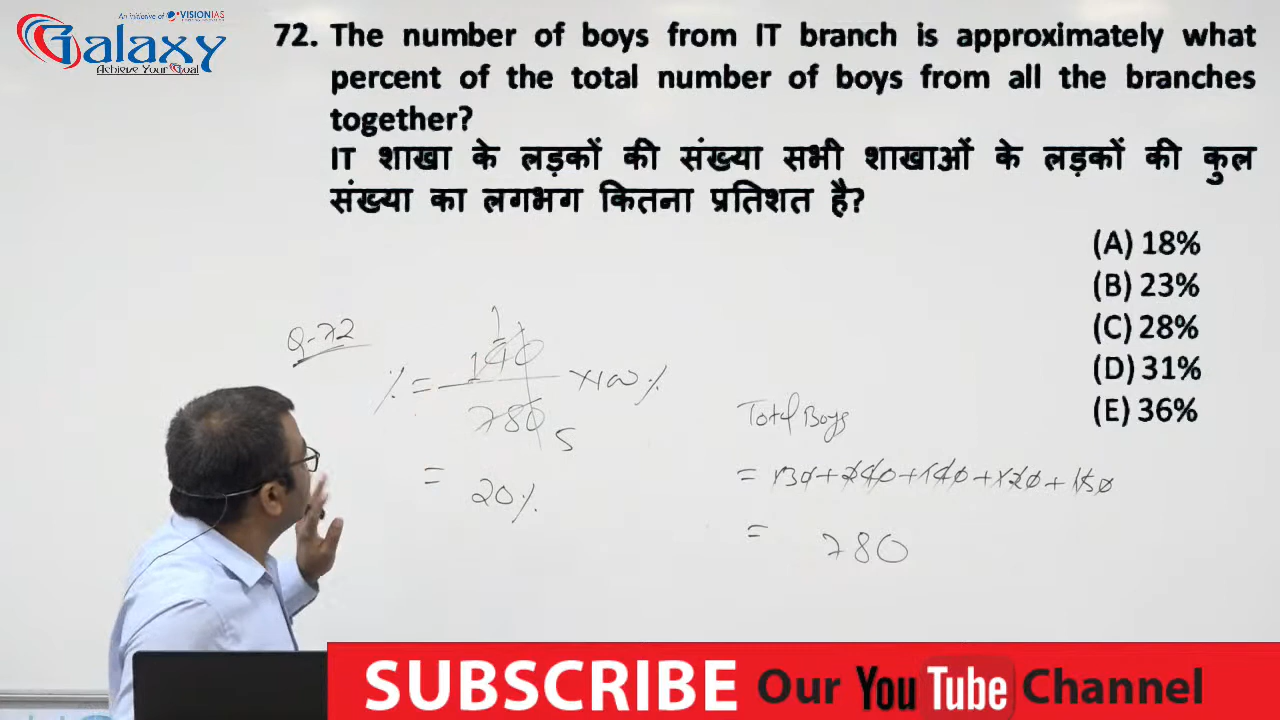 An initiative of VISIONIAS
Galaxy
Achieve Your Goal
72. The number of boys from IT branch is approximately what
percent of the total number of boys from all the branches
together?
IT शाखा के लड़कों की संख्या सभी शाखाओं के लड़कों की कुल
संख्या का लगभग कितना प्रतिशत है?
(A) 18%
(B) 23%
(C) 28%
(D) 31%
(E) 36%
Q-72
1
% = 140/780 ×100%
5
= 20%
Total Boys
= 130+240+140+120+150
= 780
SUBSCRIBE Our YouTube Channel